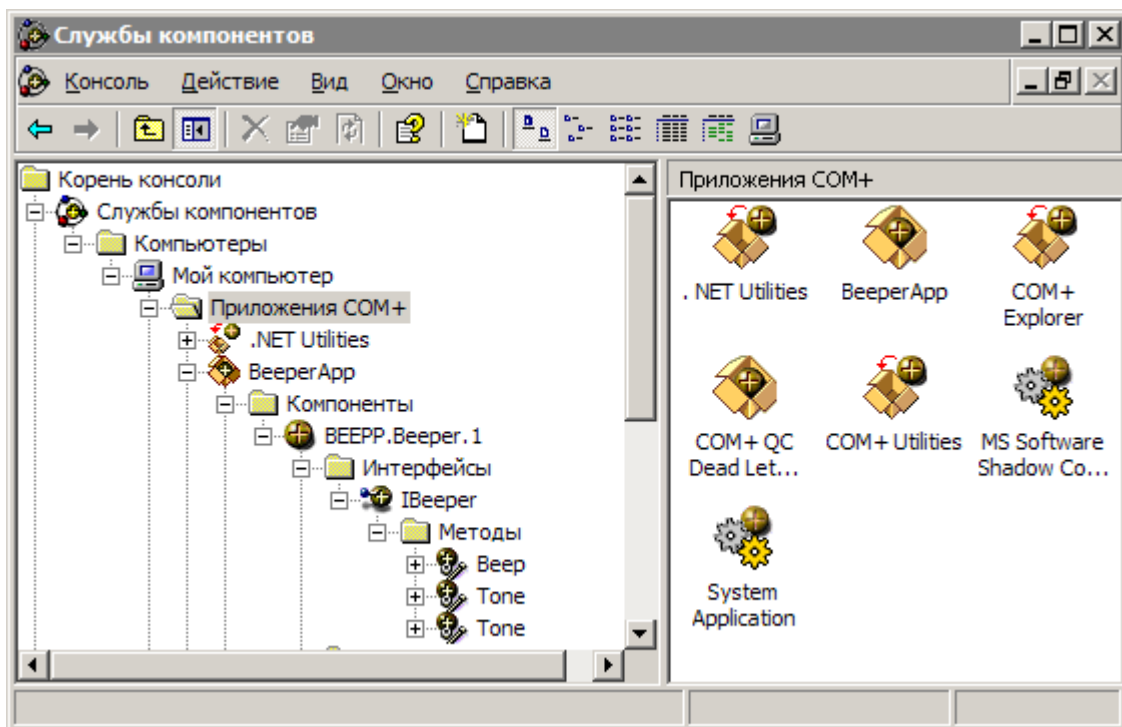 Службы компонентов
Консоль Действие Вид Окно Справка
Корень консоли
Службы компонентов
Компьютеры
Мой компьютер
Приложения COM+
.NET Utilities
BeeperApp
Компоненты
BEEPP.Beeper.1
Интерфейсы
IBeeper
Методы
Beep
Tone
Tone
Приложения COM+
. NET Utilities
BeeperApp
COM+
Explorer
COM+ QC
Dead Let...
COM+ Utilities
MS Software
Shadow Co...
System
Application